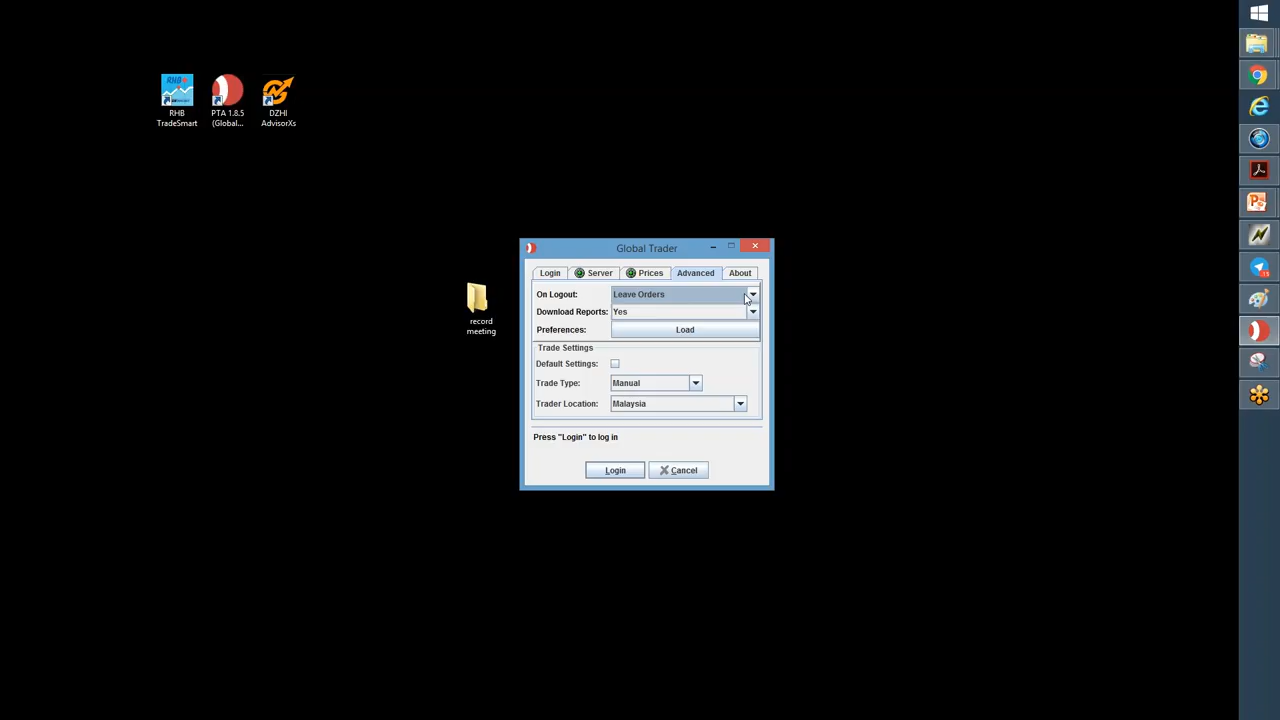 RHB
TradeSmart
PTA 1.8.5
(Global...
DZHI
AdvisorXs
record
meeting
Global Trader
Login Server Prices Advanced About
On Logout: Leave Orders
Download Reports: Yes
Preferences: Load
Trade Settings
Default Settings:
Trade Type: Manual
Trader Location: Malaysia
Press "Login" to log in
Login Cancel